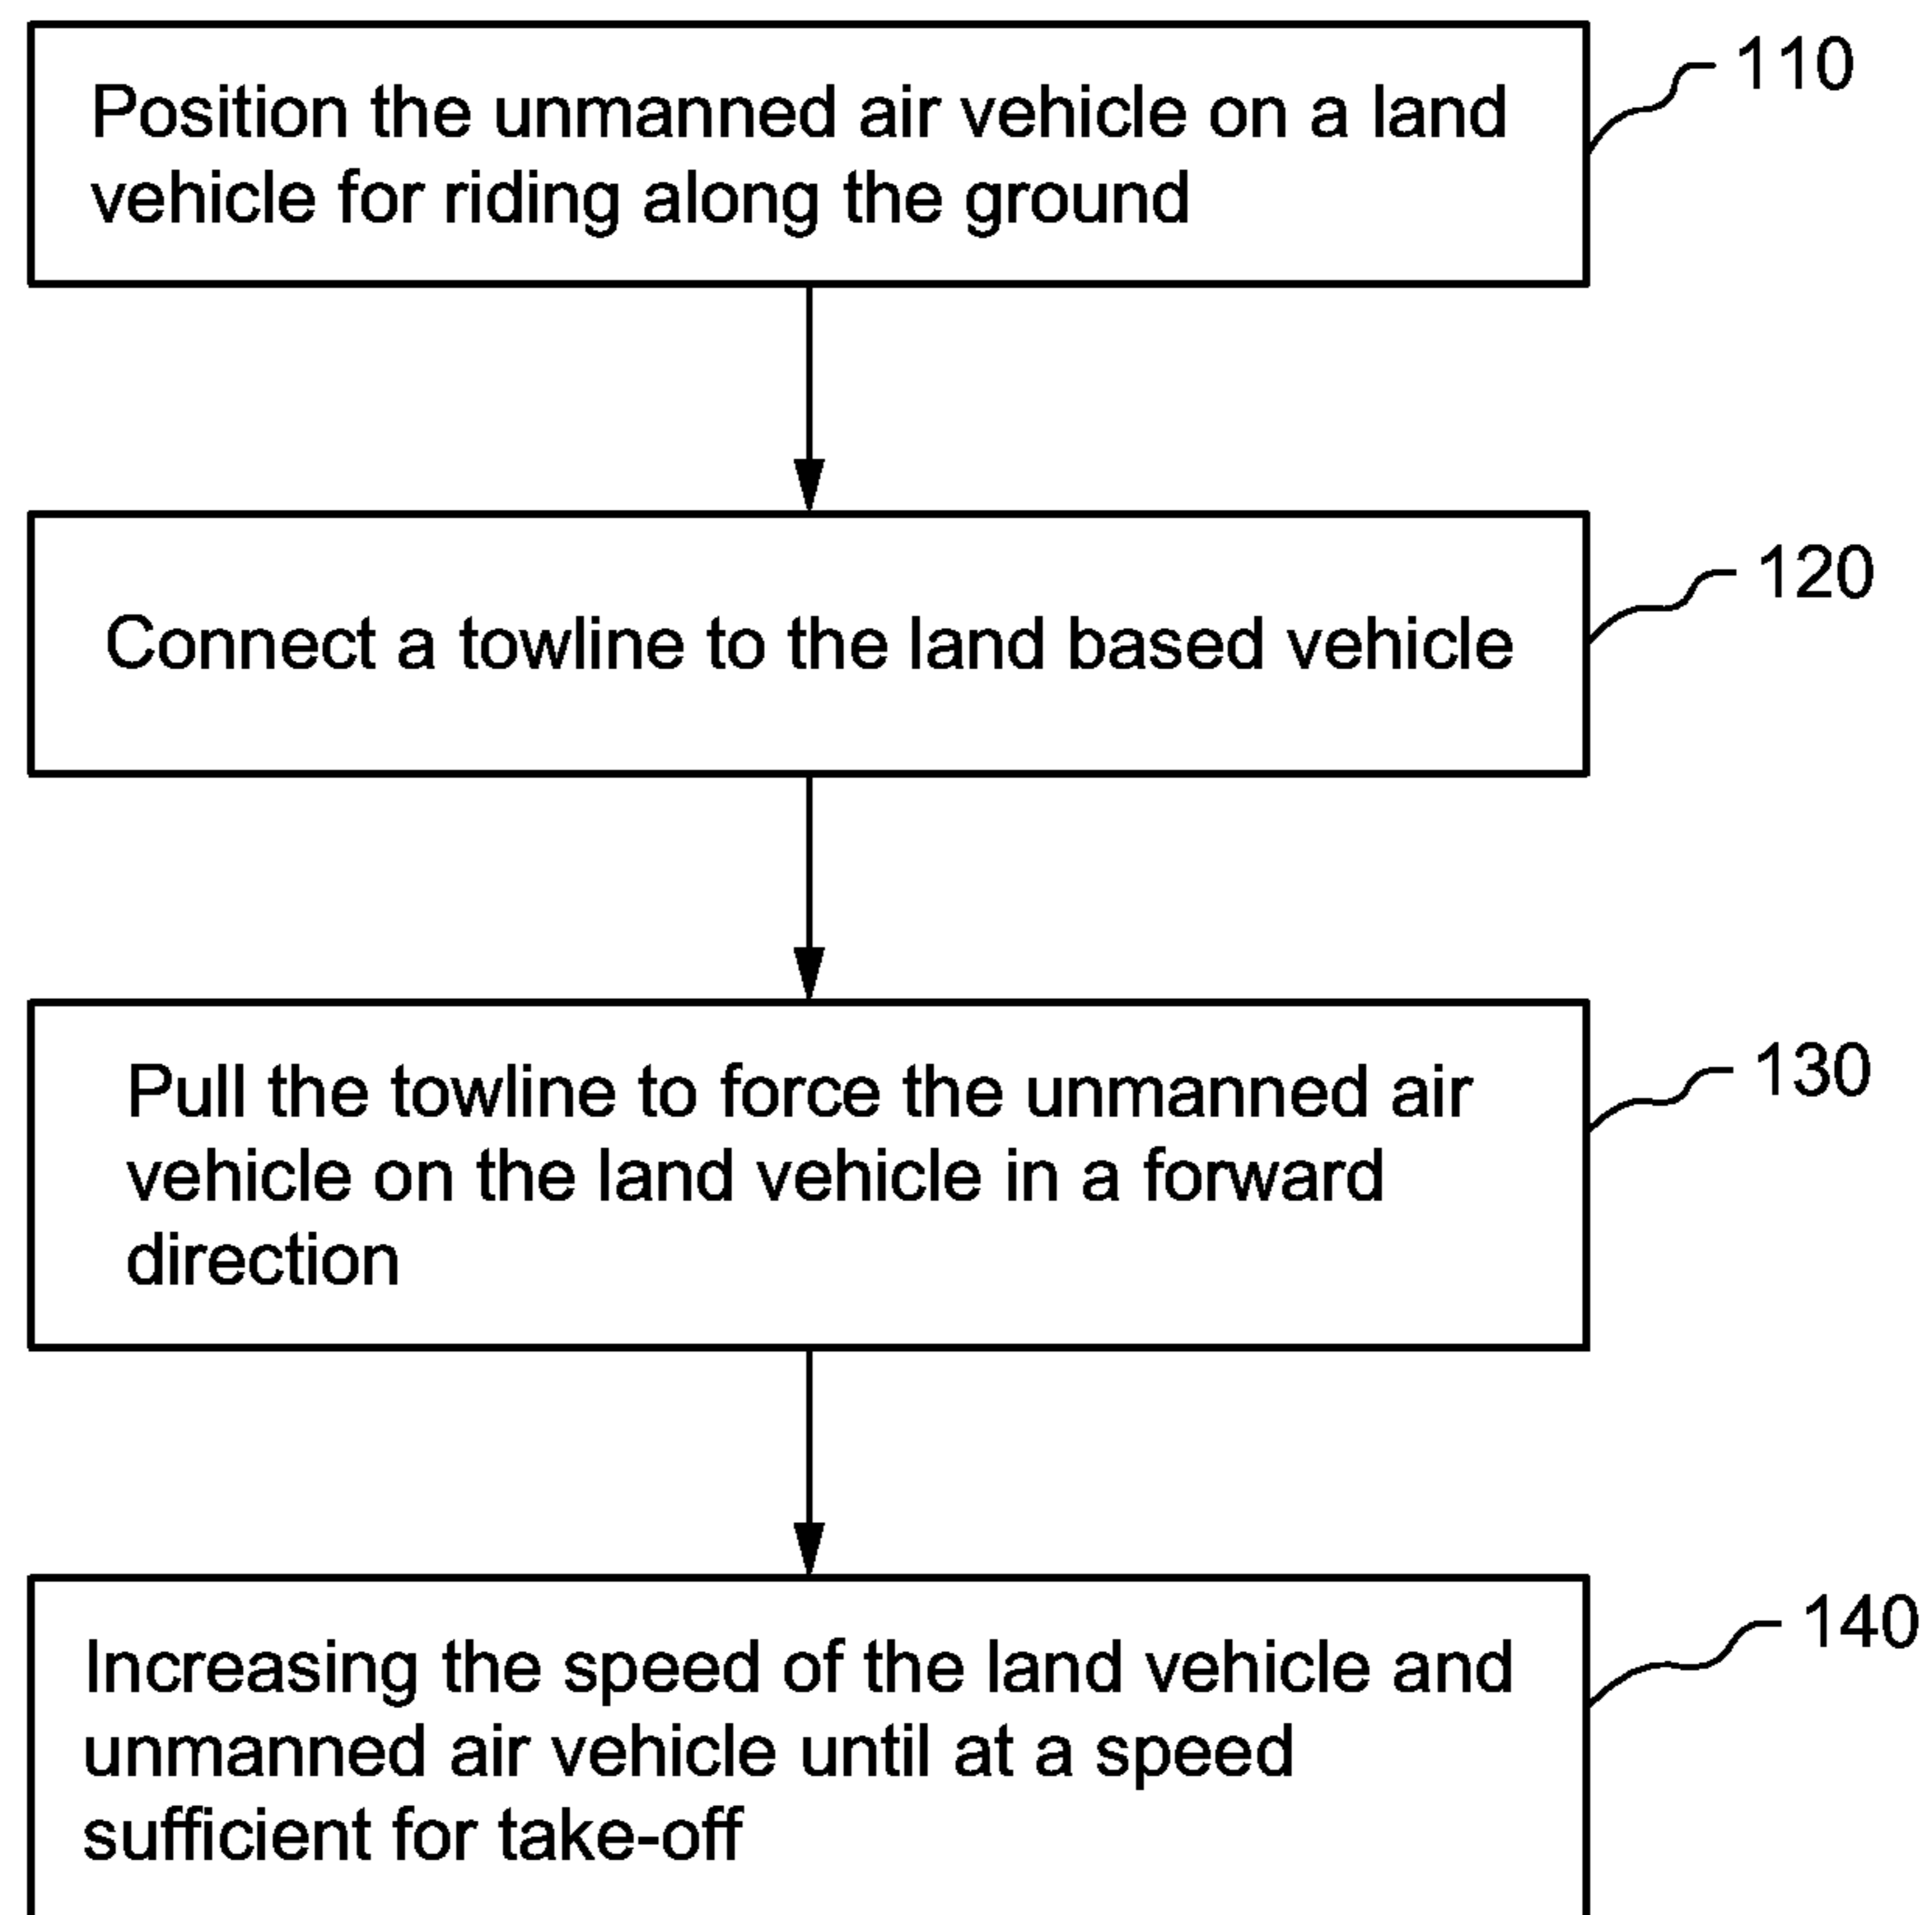 Position the unmanned air vehicle on a land
vehicle for riding along the ground
110
Connect a towline to the land based vehicle
120
Pull the towline to force the unmanned air
vehicle on the land vehicle in a forward
direction
130
Increasing the speed of the land vehicle and
unmanned air vehicle until at a speed
sufficient for take-off
140